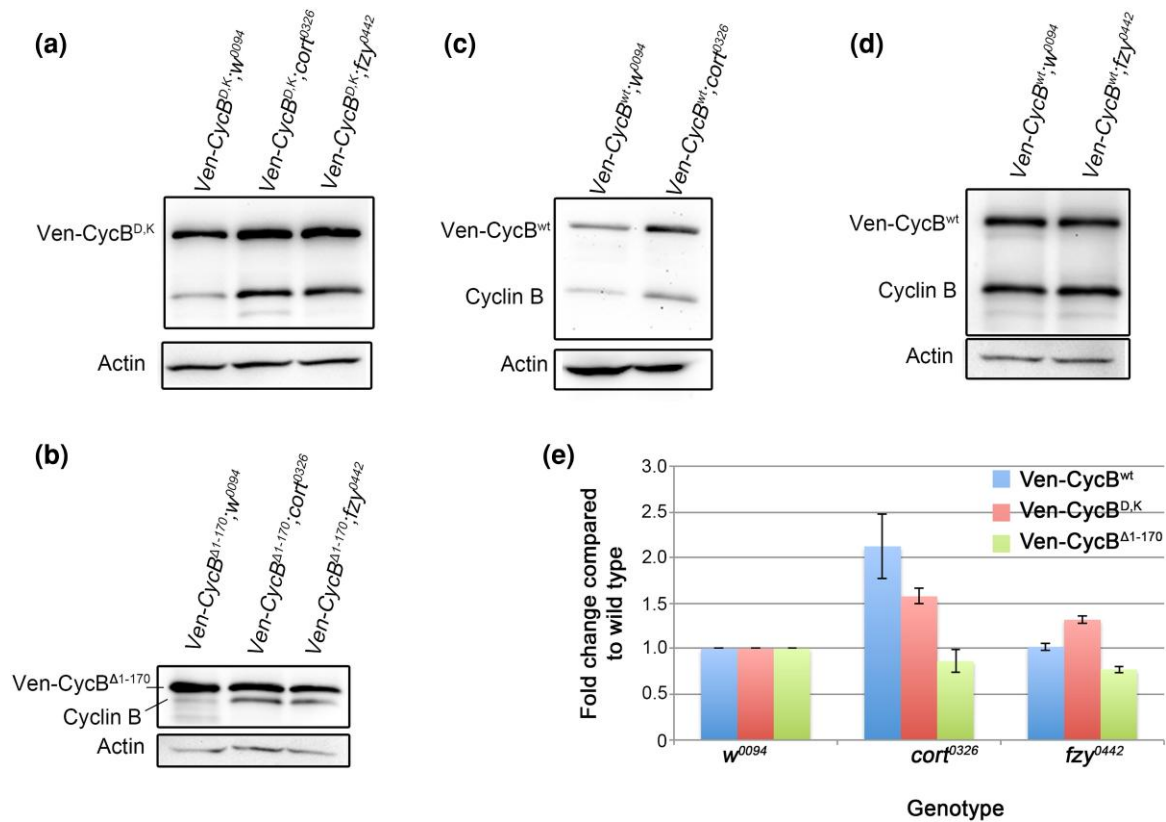 (a)
Ven-CycB^D,K;w^0094
Ven-CycB^D,K;cort^0326
Ven-CycB^D,K;fzy^0442
Ven-CycB^D,K
Actin
(c)
Ven-CycB^wt;w^0094
Ven-CycB^wt;cort^0326
Ven-CycB^wt
Cyclin B
Actin
(d)
Ven-CycB^wt;w^0094
Ven-CycB^wt;fzy^0442
Ven-CycB^wt
Cyclin B
Actin
(b)
Ven-CycB^Δ1-170;w^0094
Ven-CycB^Δ1-170;cort^0326
Ven-CycB^Δ1-170;fzy^0442
Ven-CycB^Δ1-170
Cyclin B
Actin
(e)
Fold change compared
to wild type
3.0
2.5
2.0
1.5
1.0
0.5
0
Ven-CycB^wt
Ven-CycB^D,K
Ven-CycB^Δ1-170
w^0094
cort^0326
fzy^0442
Genotype